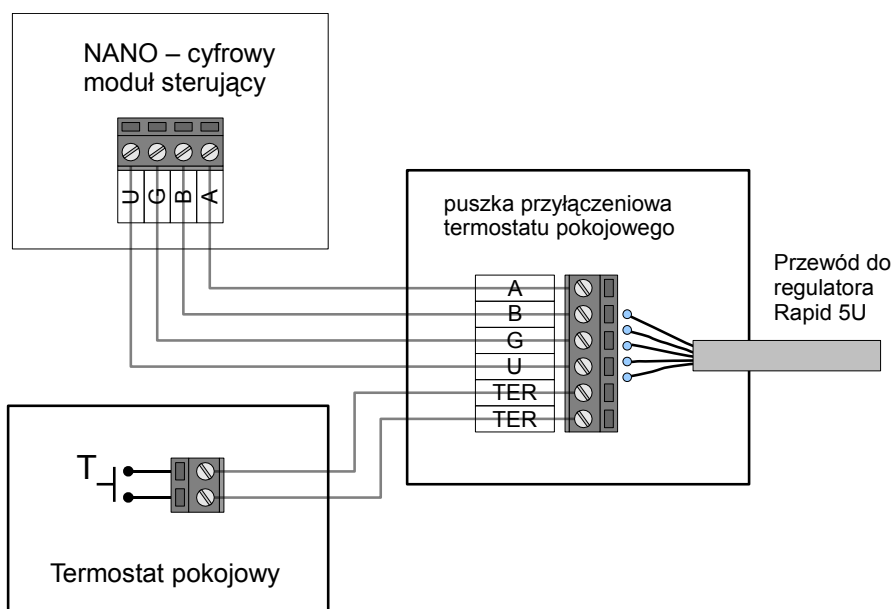 NANO – cyfrowy
moduł sterujący
U G B A
puszka przyłączeniowa
termostatu pokojowego
A
B
G
U
TER
TER
Przewód do
regulatora
Rapid 5U
T
Termostat pokojowy